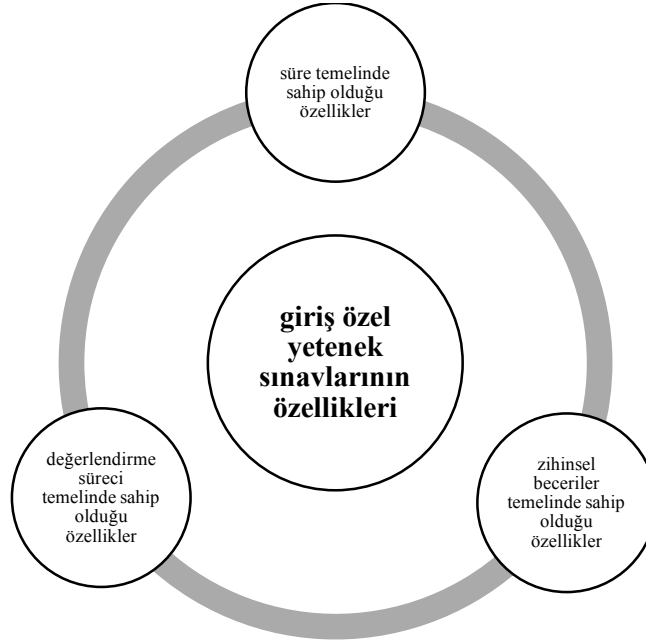 süre temelinde
sahip olduğu
özellikler
giriş özel
yetenek
sınavlarının
özellikleri
değerlendirme
süreci
temelinde sahip
olduğu
özellikler
zihinsel
beceriler
temelinde sahip
olduğu
özellikler